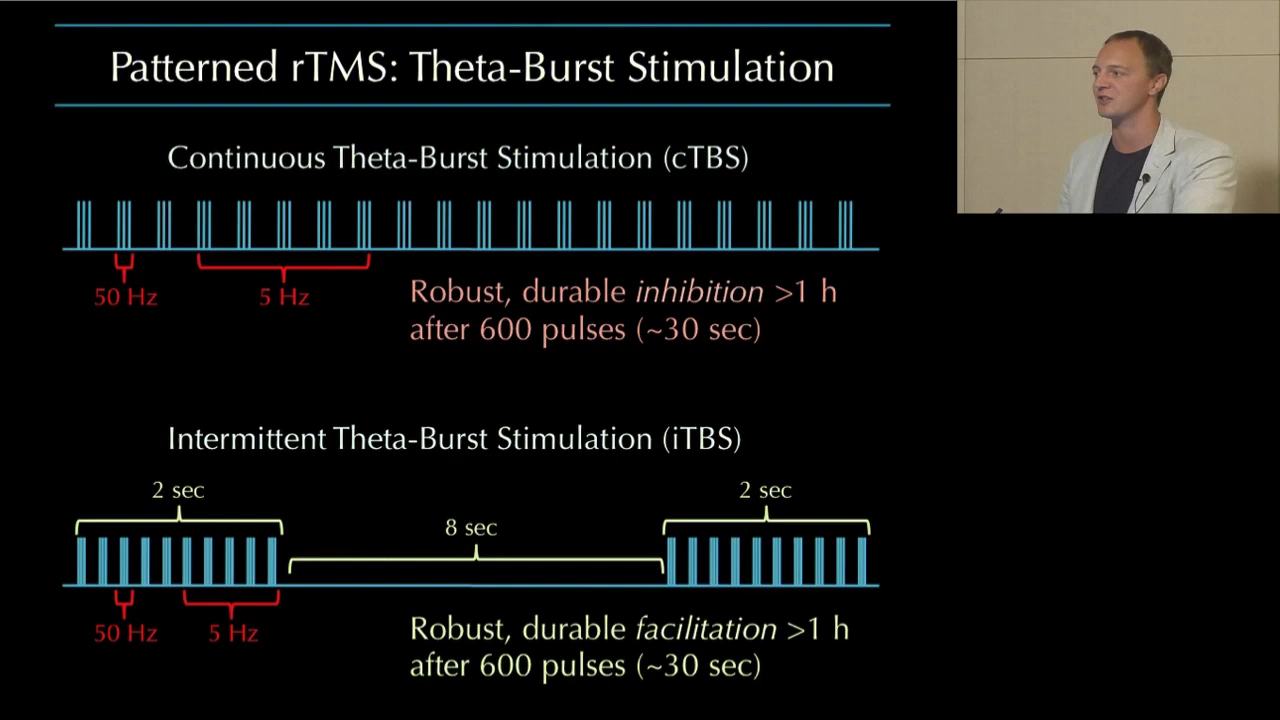 Patterned rTMS: Theta-Burst Stimulation
Continuous Theta-Burst Stimulation (cTBS)
50 Hz
5 Hz
Robust, durable inhibition >1 h
after 600 pulses (~30 sec)
Intermittent Theta-Burst Stimulation (iTBS)
2 sec
8 sec
2 sec
50 Hz
5 Hz
Robust, durable facilitation >1 h
after 600 pulses (~30 sec)